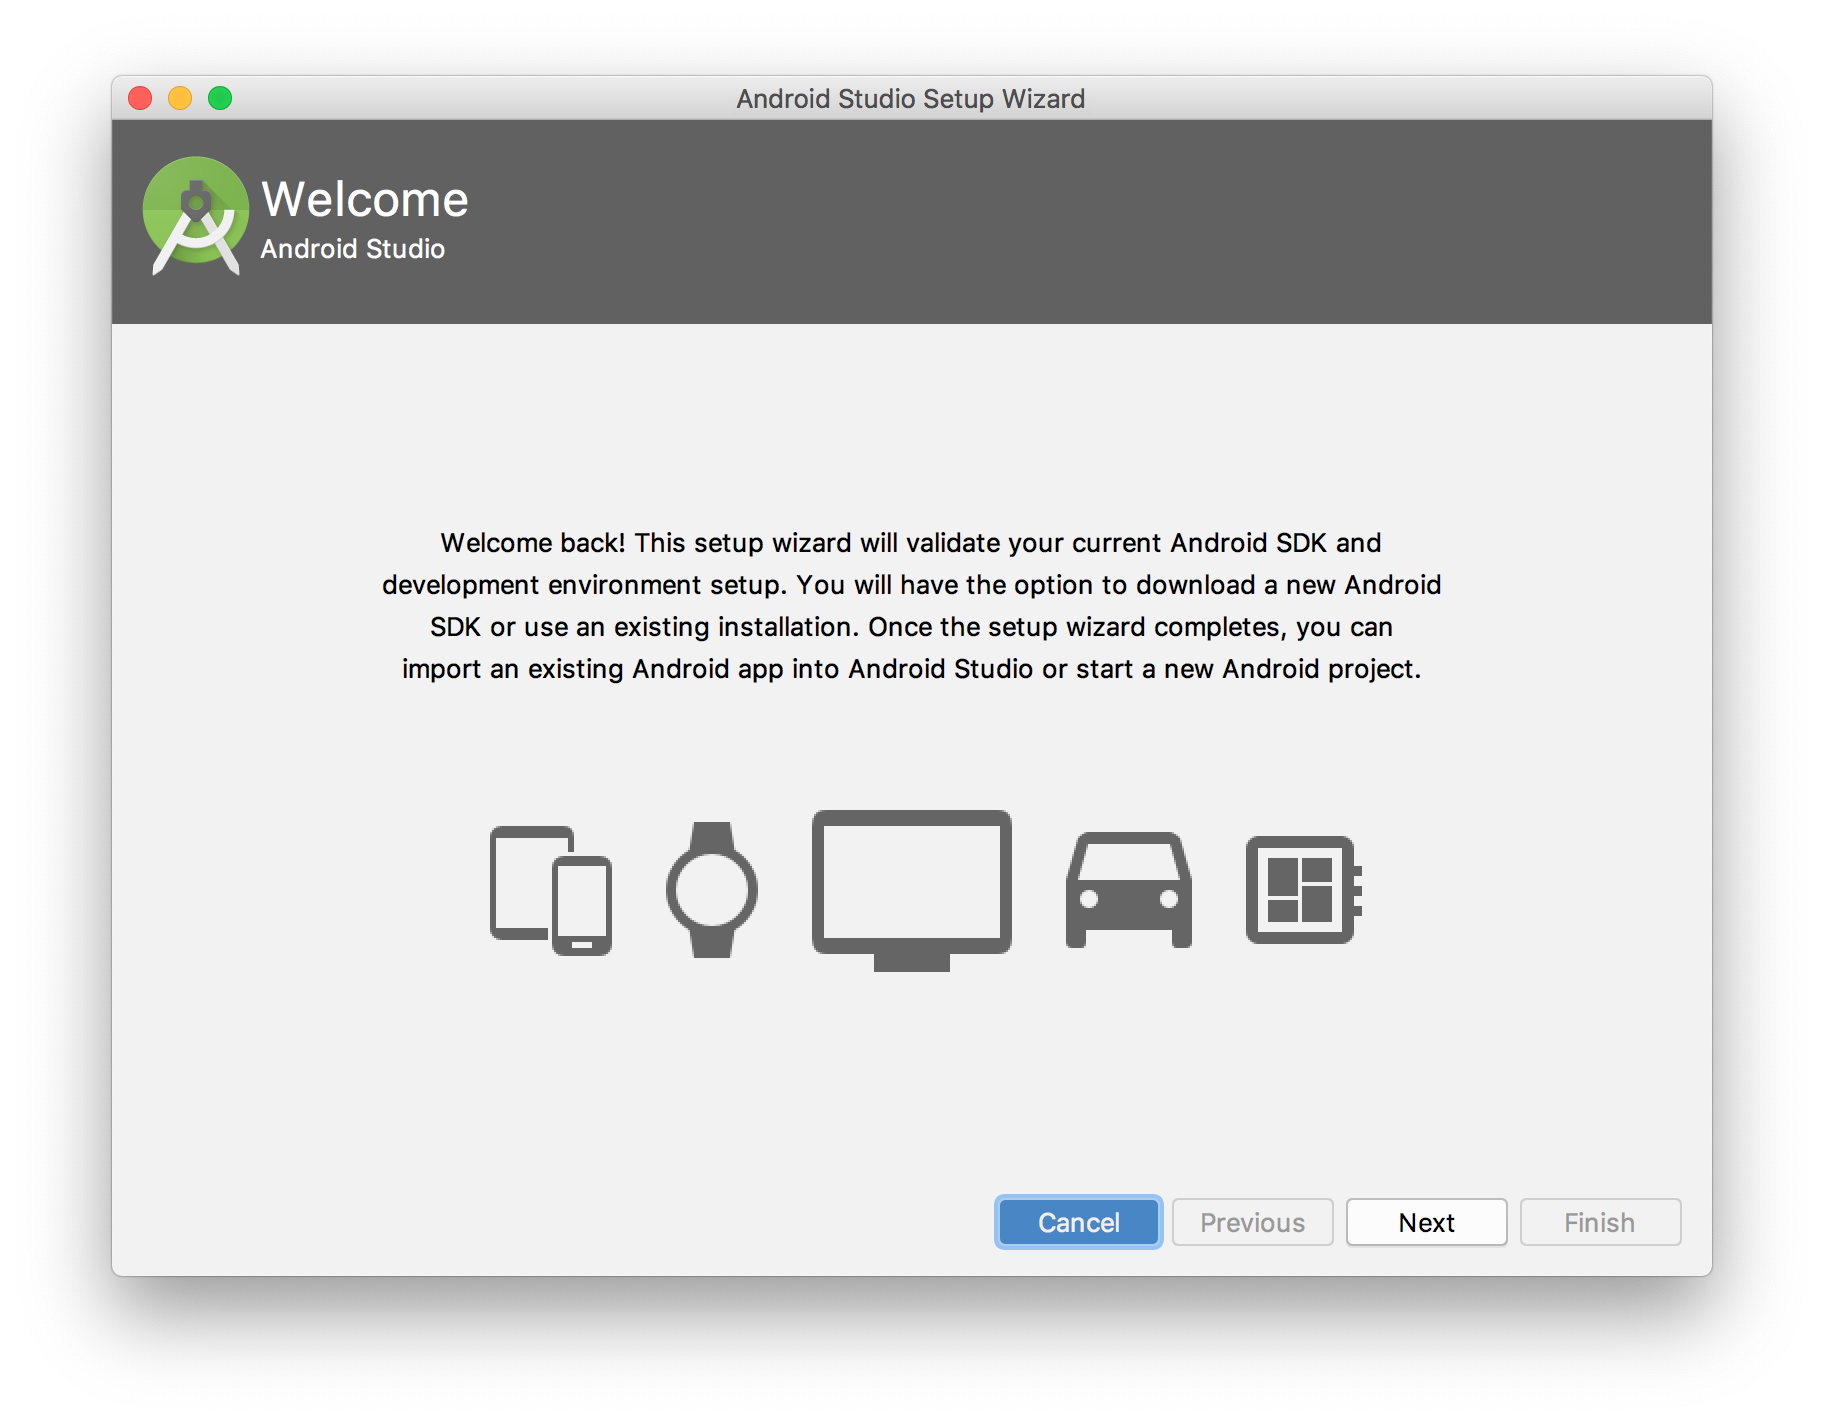 Android Studio Setup Wizard
Welcome
Android Studio
Welcome back! This setup wizard will validate your current Android SDK and
development environment setup. You will have the option to download a new Android
SDK or use an existing installation. Once the setup wizard completes, you can
import an existing Android app into Android Studio or start a new Android project.
Cancel Previous Next Finish